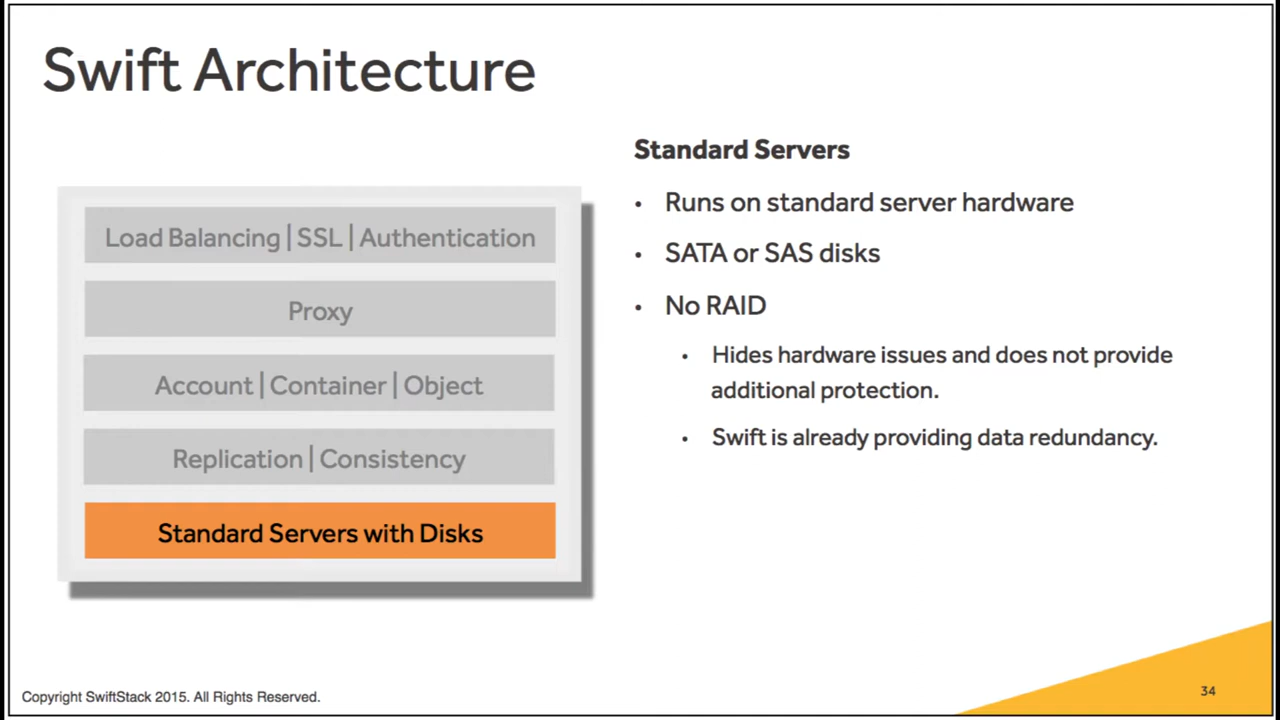 Swift Architecture
Load Balancing | SSL | Authentication
Proxy
Account | Container | Object
Replication | Consistency
Standard Servers with Disks
Standard Servers
• Runs on standard server hardware
• SATA or SAS disks
• No RAID
• Hides hardware issues and does not provide
additional protection.
• Swift is already providing data redundancy.
Copyright SwiftStack 2015. All Rights Reserved.
34